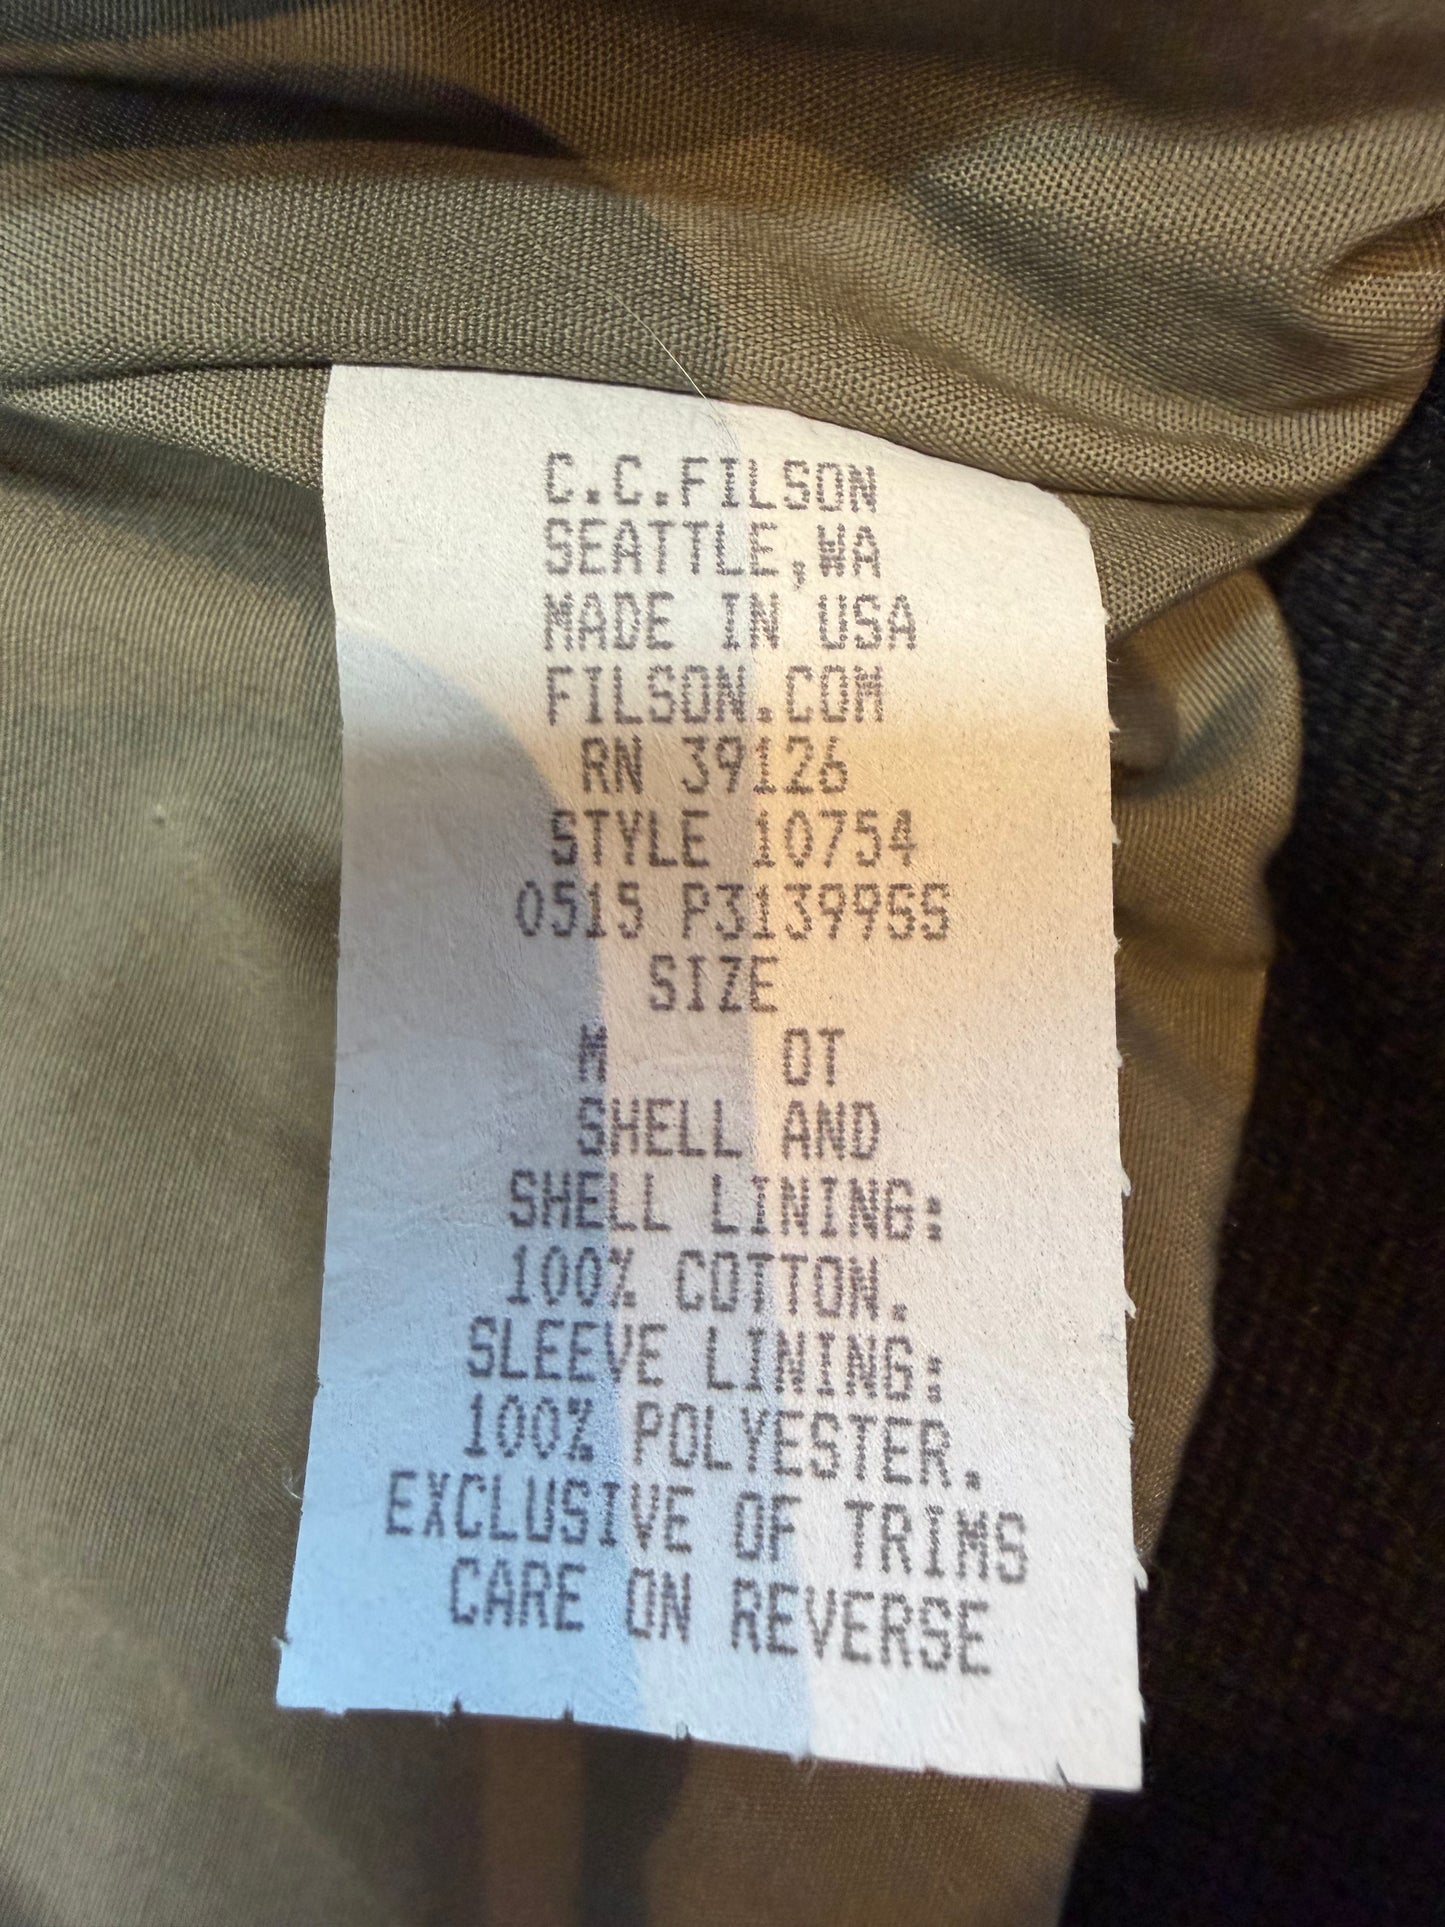 C.C.FILSON
SEATTLE,WA
MADE IN USA
FILSON.COM
RN 39126
STYLE 10754
0515 P313995S
SIZE
M OT
SHELL AND
SHELL LINING:
100% COTTON.
SLEEVE LINING:
100% POLYESTER.
EXCLUSIVE OF TRIMS
CARE ON REVERSE